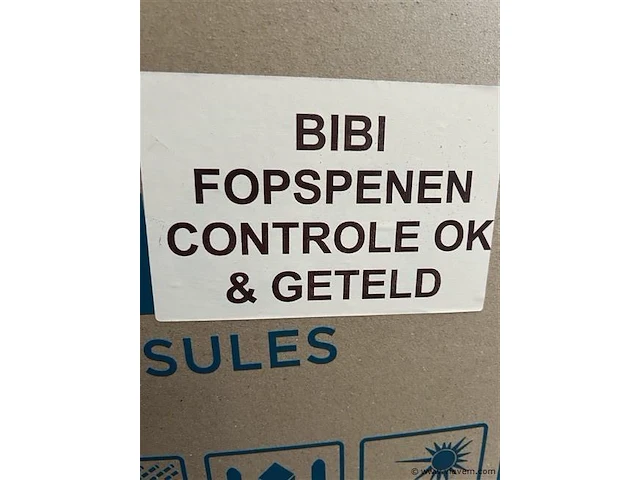 BIBI
FOPSPENEN
CONTROLE OK
& GETELD
SULES